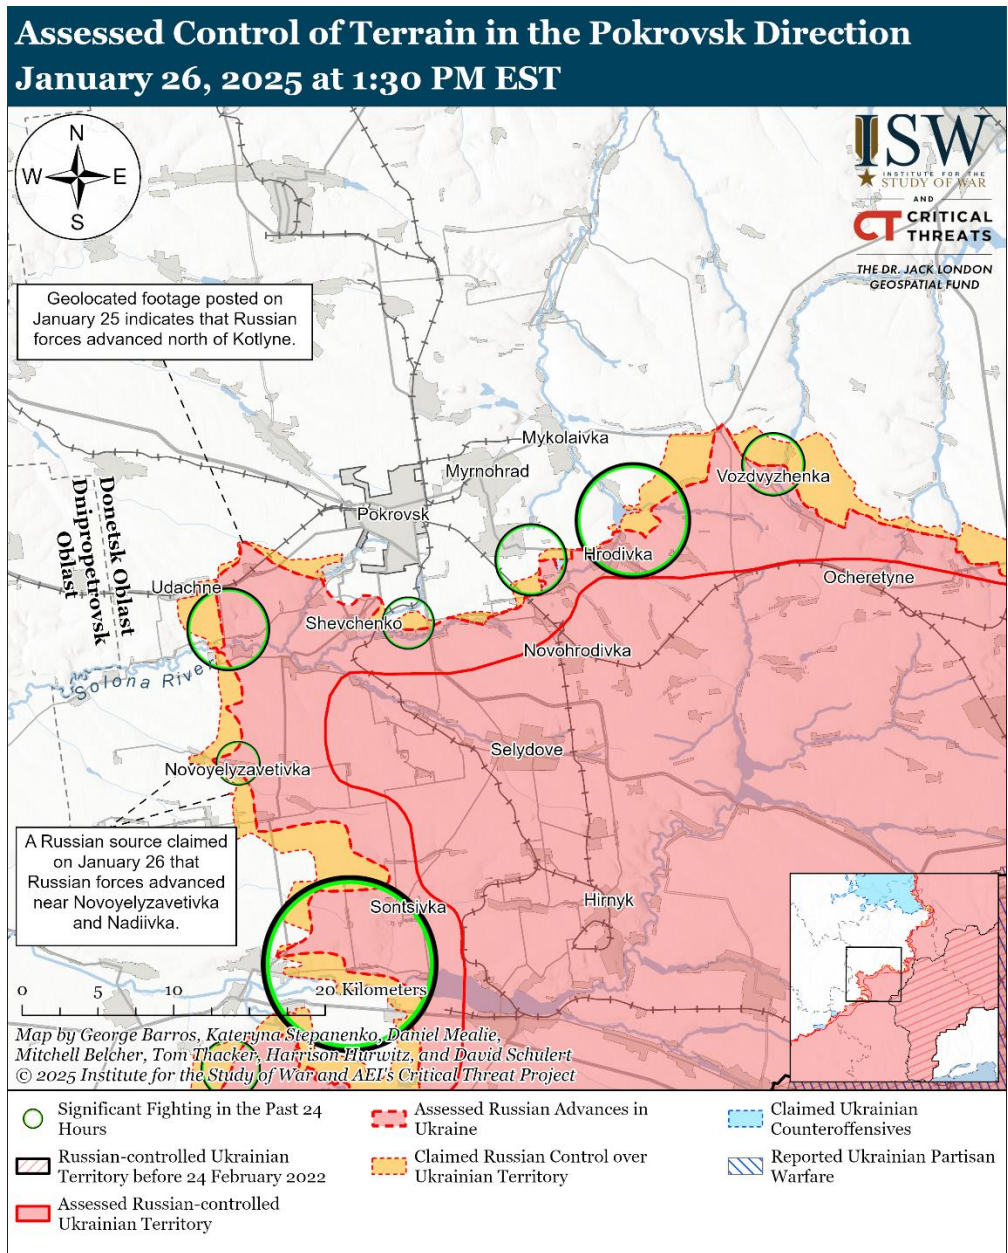 Assessed Control of Terrain in the Pokrovsk Direction
January 26, 2025 at 1:30 PM EST
N
W
E
S
ISW
INSTITUTE FOR THE
STUDY OF WAR
AND
CT CRITICAL
THREATS
THE DR. JACK LONDON
GEOSPATIAL FUND
Geolocated footage posted on
January 25 indicates that Russian
forces advanced north of Kotlyne.
Mykolaivka
Myrnohrad
Vozdvyzhenka
Pokrovsk
Donetsk Oblast
Dnipropetrovsk
Oblast
Hrodivka
Ocheretyne
Udachne
Shevchenko
Novohrodivka
Solona River
Selydove
Novoyelyzavetivka
A Russian source claimed
on January 26 that
Russian forces advanced
near Novoyelyzavetivka
and Nadiivka.
Sontsivka
Hirnyk
0 5 10 20 Kilometers
Map by George Barros, Kateryna Stepanenko, Daniel Mealie,
Mitchell Belcher, Tom Thacker, Harrison Hurwitz, and David Schulert
© 2025 Institute for the Study of War and AEI's Critical Threat Project
Significant Fighting in the Past 24
Hours
Russian-controlled Ukrainian
Territory before 24 February 2022
Assessed Russian-controlled
Ukrainian Territory
Assessed Russian Advances in
Ukraine
Claimed Russian Control over
Ukrainian Territory
Claimed Ukrainian
Counteroffensives
Reported Ukrainian Partisan
Warfare